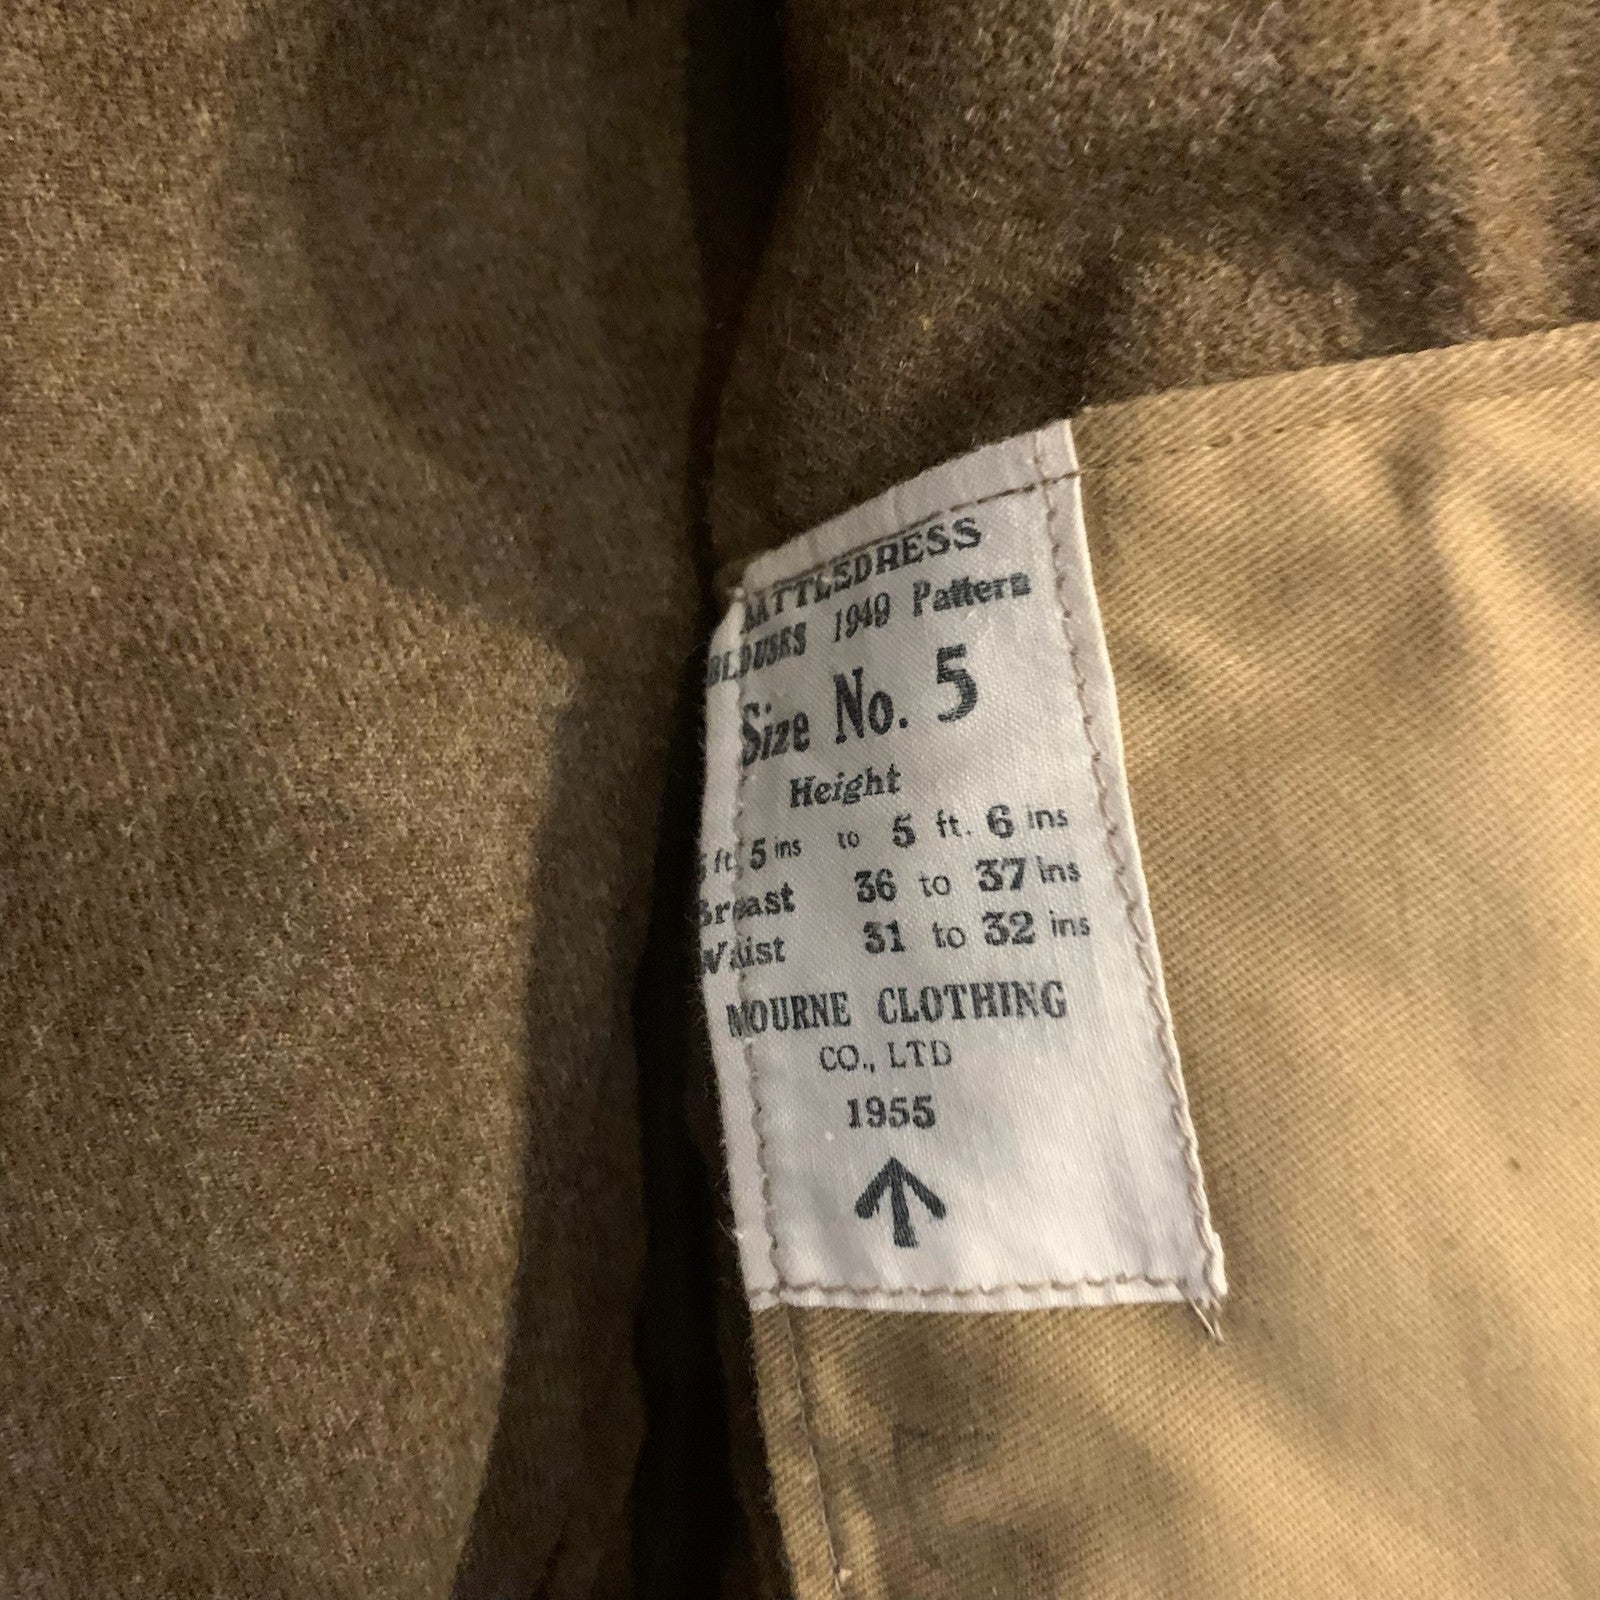 BATTLEDRESS
BLOUSES 1949 Pattern
Size No. 5
Height
5 ft. 5 ins to 5 ft. 6 ins
Breast 36 to 37 ins
Waist 31 to 32 ins
MOURNE CLOTHING
CO., LTD
1955